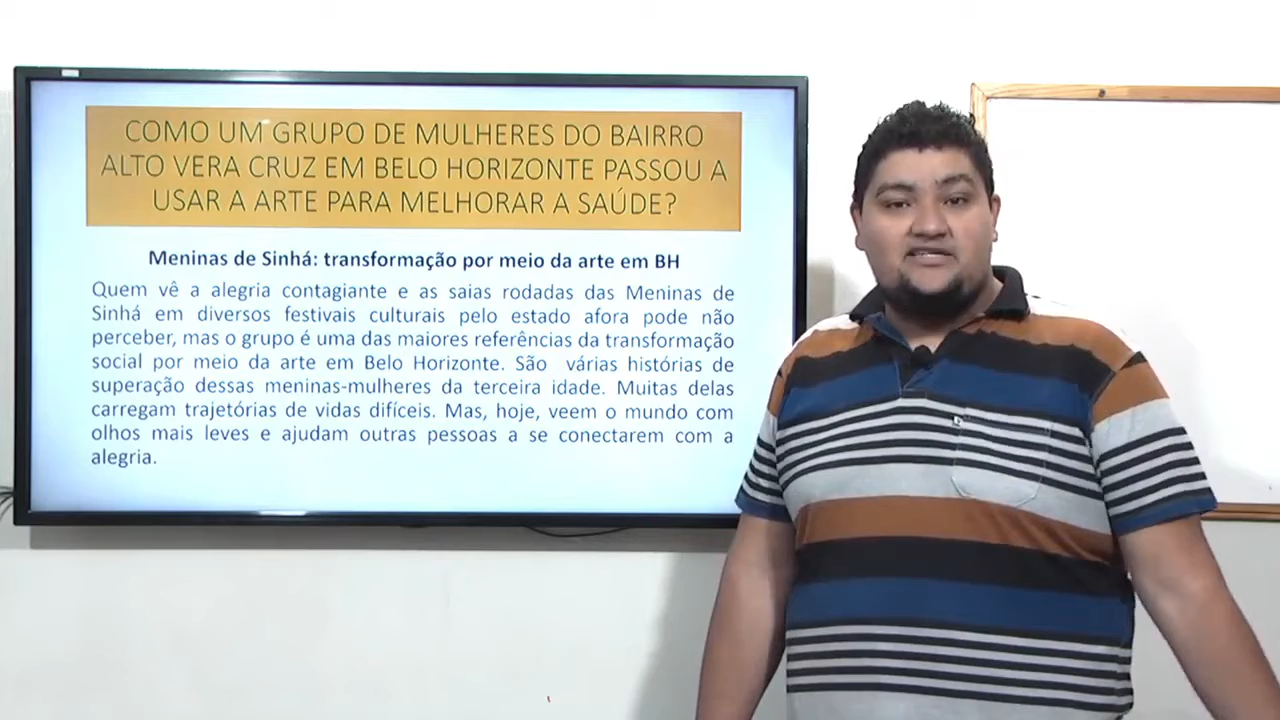 COMO UM GRUPO DE MULHERES DO BAIRRO
ALTO VERA CRUZ EM BELO HORIZONTE PASSOU A
USAR A ARTE PARA MELHORAR A SAÚDE?
Meninas de Sinhá: transformação por meio da arte em BH
Quem vê a alegria contagiante e as saias rodadas das Meninas de
Sinhá em diversos festivais culturais pelo estado afora pode não
perceber, mas o grupo é uma das maiores referências da transformação
social por meio da arte em Belo Horizonte. São várias histórias de
superação dessas meninas-mulheres da terceira idade. Muitas delas
carregam trajetórias de vidas difíceis. Mas, hoje, veem o mundo com
olhos mais leves e ajudam outras pessoas a se conectarem com a
alegria.